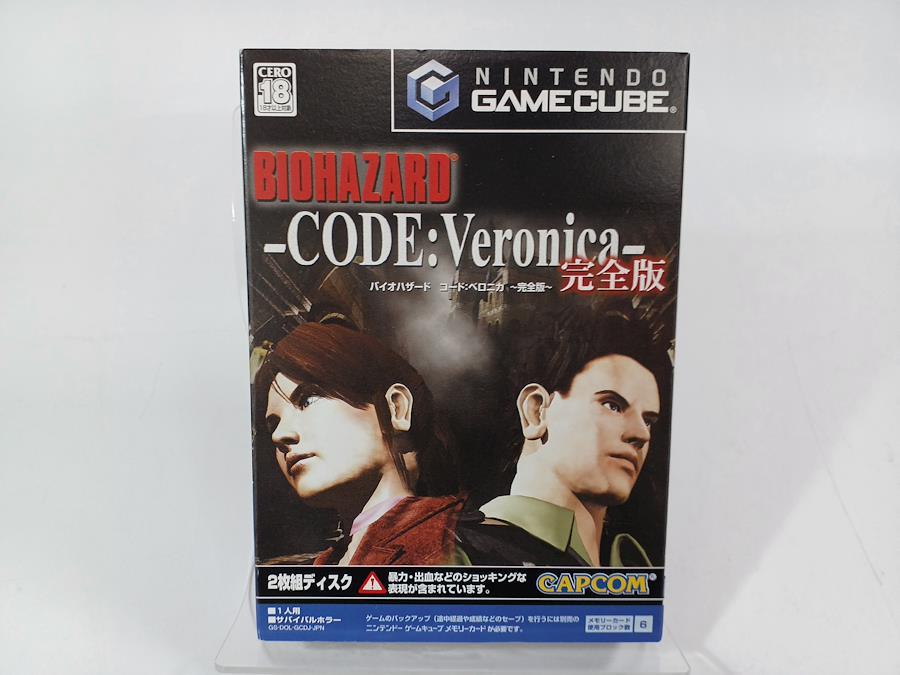 CERO
18
18才以上対象
NINTENDO
GAMECUBE®
BIOHAZARD®
-CODE:Veronica-
完全版
バイオハザード コード:ベロニカ ~完全版~
2枚組ディスク
暴力・出血などのショッキングな
表現が含まれています。
CAPCOM®
■1人用
■サバイバルホラー
GS-DOL-GCDJ-JPN
ゲームのバックアップ(途中経過や成績などのセーブ)を行うには別売の
ニンテンドーゲームキューブ メモリーカードが必要です。
メモリーカード
使用ブロック数
6